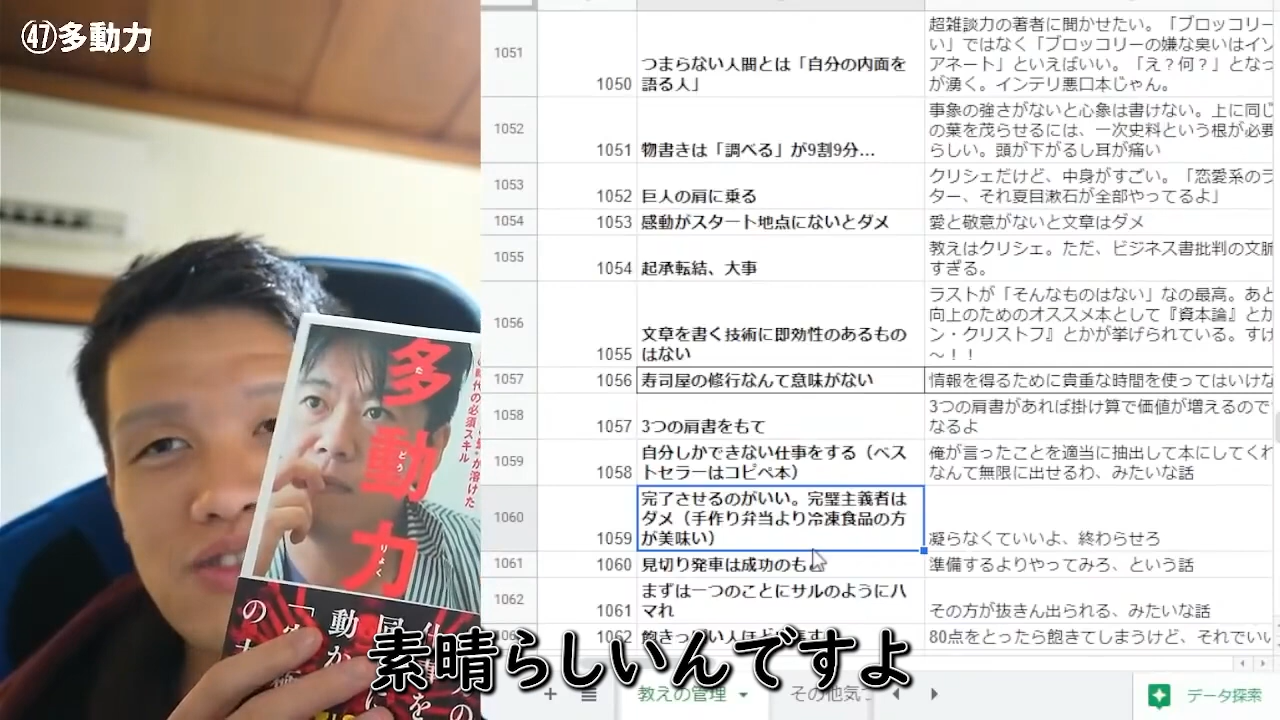 ㊼多動力
多動力
たどうりょく
時代の必須スキル
が溶けた
素晴らしいんですよ
1051
1050
つまらない人間とは「自分の内面を
語る人」
超雑談力の著者に聞かせたい。「ブロッコリー
い」ではなく「ブロッコリーの嫌な臭いはイン
アネート」といえばいい。「え？何？」となっ
が湧く。インテリ悪口本じゃん。
1052
1051
物書きは「調べる」が9割9分…
事象の強さがないと心象は書けない。上に同じ
の葉を茂らせるには、一次史料という根が必要
らしい。頭が下がるし耳が痛い
1053
1052
巨人の肩に乗る
クリシェだけど、中身がすごい。「恋愛系のラ
ター、それ夏目漱石が全部やってるよ」
1054
1053
感動がスタート地点にないとダメ
愛と敬意がないと文章はダメ
1055
1054
起承転結、大事
教えはクリシェ。ただ、ビジネス書批判の文脈
すぎる。
1056
1055
文章を書く技術に即効性のあるもの
はない
ラストが「そんなものはない」なの最高。あと
向上のためのオススメ本として『資本論』とか
ン・クリストフ』とかが挙げられている。すげ
〜！！
1057
1056
寿司屋の修行なんて意味がない
情報を得るために貴重な時間を使ってはいけな
1058
1057
3つの肩書をもて
3つの肩書があれば掛け算で価値が増えるので
なるよ
1059
1058
自分しかできない仕事をする（ベス
トセラーはコピペ本）
俺が言ったことを適当に抽出して本にしてくれ
なんて無限に出せるわ、みたいな話
1060
1059
完了させるのがいい。完璧主義者は
ダメ（手作り弁当より冷凍食品の方
が美味い）
凝らなくていいよ、終わらせろ
1061
1060
見切り発車は成功のも
準備するよりやってみろ、という話
1062
1061
まずは一つのことにサルのようにハ
マれ
その方が抜きん出られる、みたいな話
1062
80点をとったら飽きてしまうけど、それでいい
教えの管理
その他気
データ探索